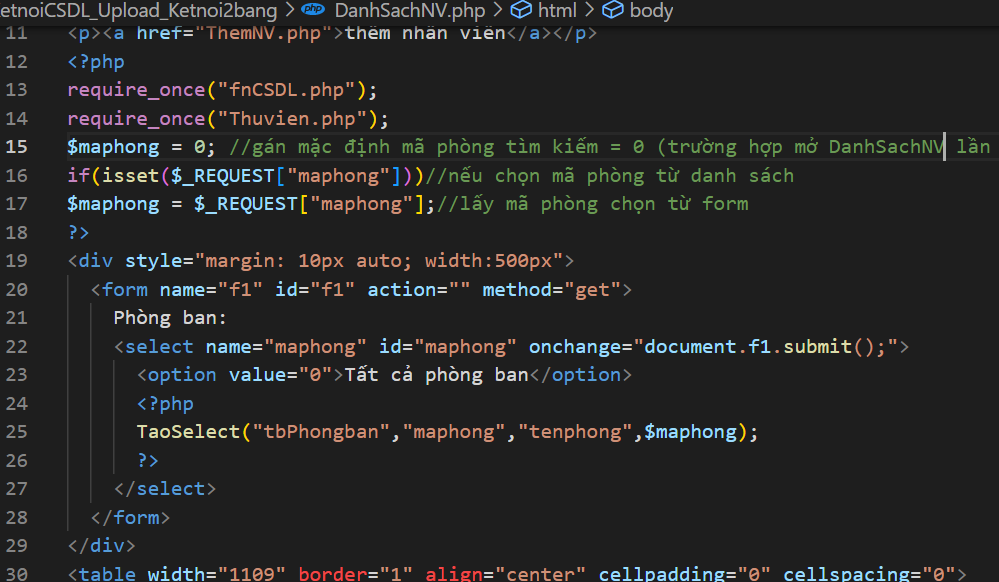 etnoiCSDL_Upload_Ketnoi2bang > DanhSachNV.php > html > body
11 <p><a href="ThemNV.php">thêm nhân viên</a></p>
12 <?php
13 require_once("fnCSDL.php");
14 require_once("Thuvien.php");
15 $maphong = 0; //gán mặc định mã phòng tìm kiếm = 0 (trường hợp mở DanhSachNV lần
16 if(isset($_REQUEST["maphong"]))//nếu chọn mã phòng từ danh sách
17 $maphong = $_REQUEST["maphong"];//lấy mã phòng chọn từ form
18 ?>
19 <div style="margin: 10px auto; width:500px">
20 <form name="f1" id="f1" action="" method="get">
21 Phòng ban:
22 <select name="maphong" id="maphong" onchange="document.f1.submit();">
23 <option value="0">Tất cả phòng ban</option>
24 <?php
25 TaoSelect("tbPhongban","maphong","tenphong",$maphong);
26 ?>
27 </select>
28 </form>
29 </div>
30 <table width="1109" border="1" align="center" cellpadding="0" cellspacing="0">